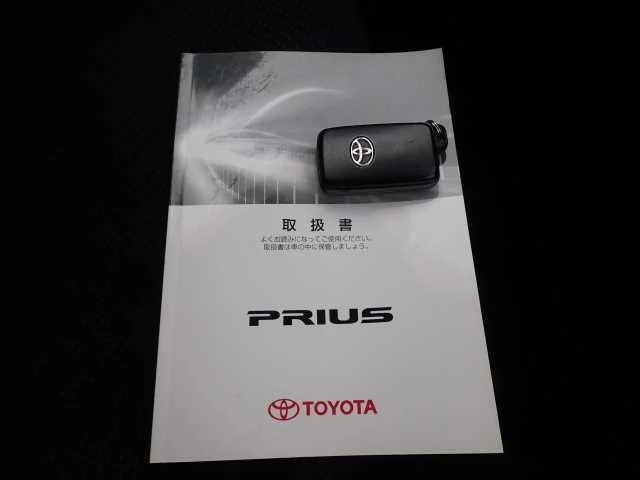 取扱書
よくお読みになってご使用ください。
取扱書は車の中に保管しましょう。
PRIUS
TOYOTA